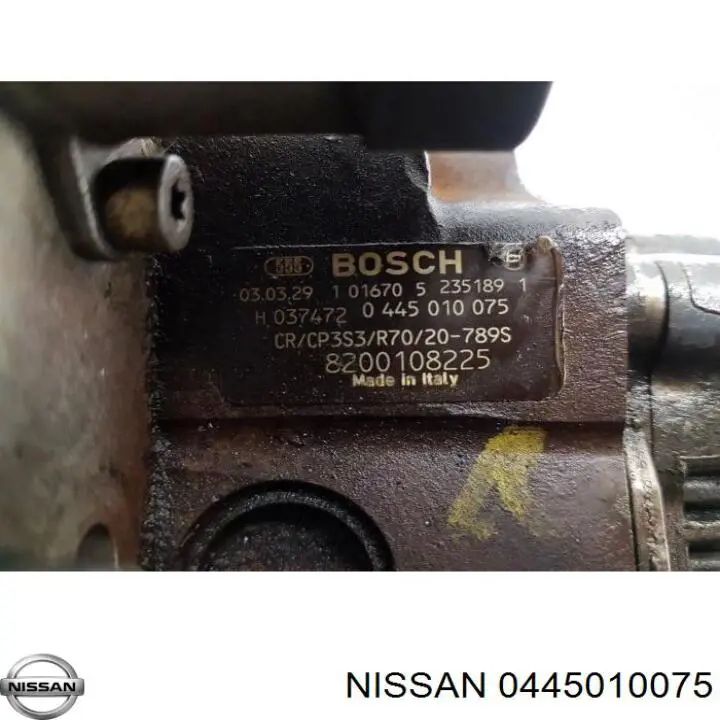 555 BOSCH
03.03.29 1 01670 5 235189 1
H 037472 0 445 010 075
CR/CP3S3/R70/20-789S
8200108225
Made in Italy
NISSAN
NISSAN 0445010075